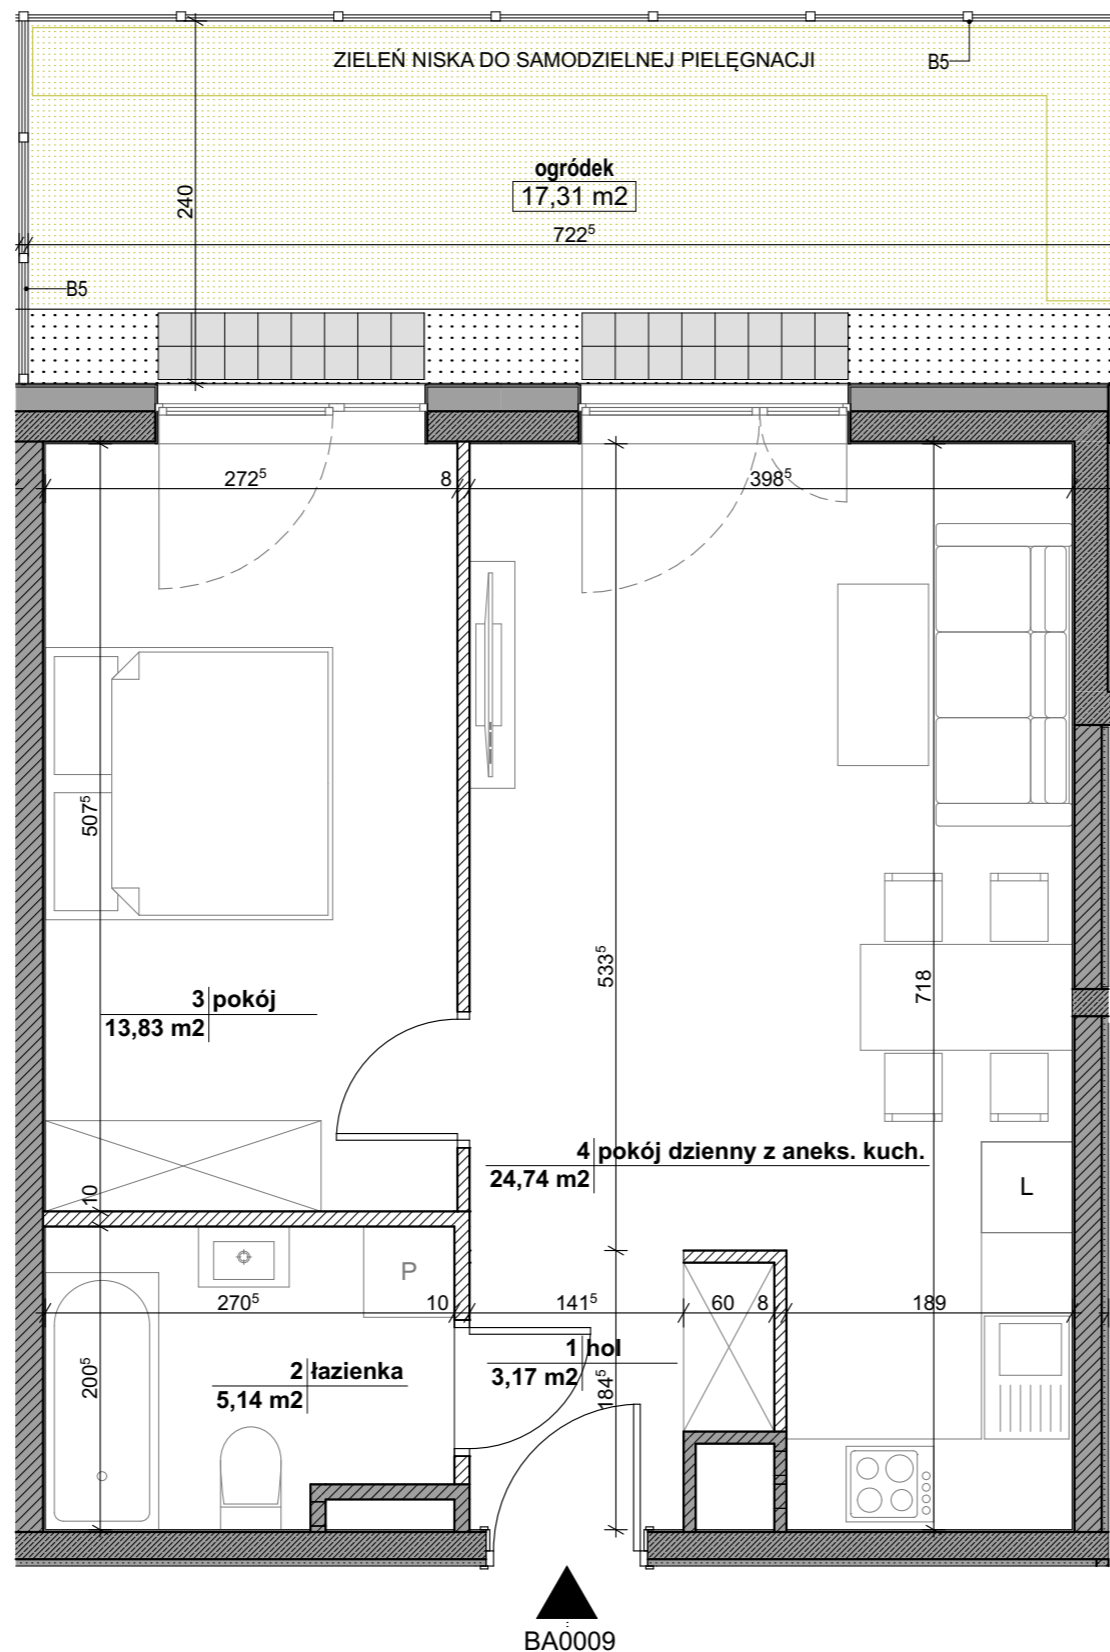 ZIELEŃ NISKA DO SAMODZIELNEJ PIELĘGNACJI
B5
ogródek
17,31 m2
240
722⁵
B5
272⁵
8
398⁵
507⁵
533⁵
718
3 pokój
13,83 m2
4 pokój dzienny z aneks. kuch.
24,74 m2
L
10
P
270⁵
10
141⁵
60
8
189
1 hol
3,17 m2
184⁵
2 łazienka
5,14 m2
200⁵
BA0009